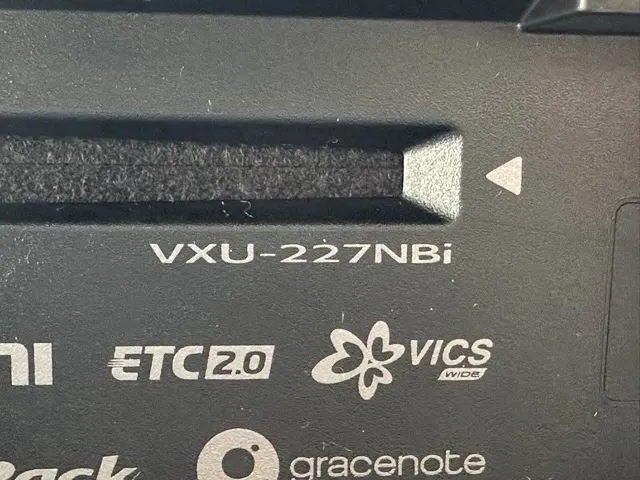 VXU-227NBi
ETC 2.0 VICS
WIDE
gracenote